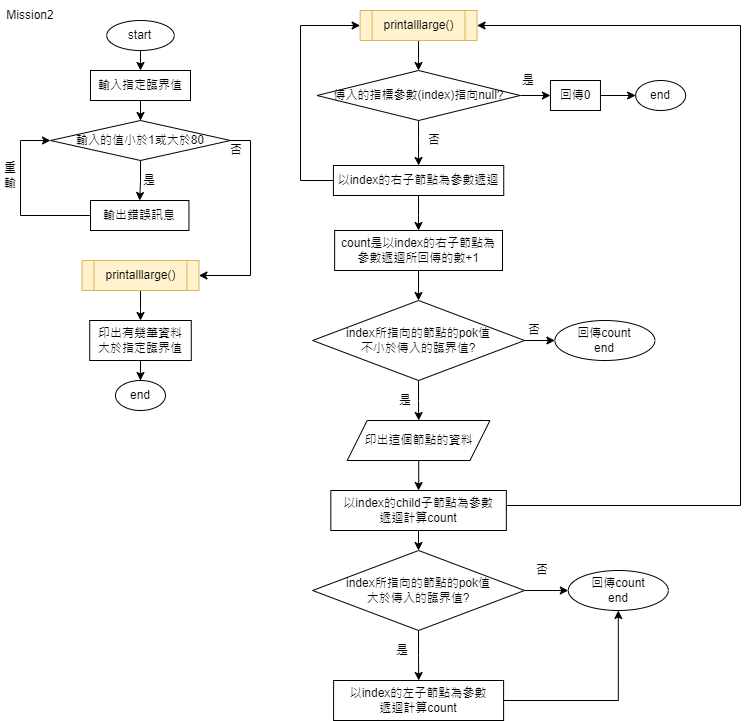 Mission2
start
輸入指定臨界值
輸入的值小於1或大於80
否
重
輸
是
輸出錯誤訊息
printalllarge()
印出有幾筆資料
大於指定臨界值
end
printalllarge()
傳入的指標參數(index)指向null?
是
回傳0
end
否
以index的右子節點為參數遞迴
count是以index的右子節點為
參數遞迴所回傳的數+1
index所指向的節點的pok值
不小於傳入的臨界值?
否
回傳count
end
是
印出這個節點的資料
以index的child子節點為參數
遞迴計算count
index所指向的節點的pok值
大於傳入的臨界值?
否
回傳count
end
是
以index的左子節點為參數
遞迴計算count